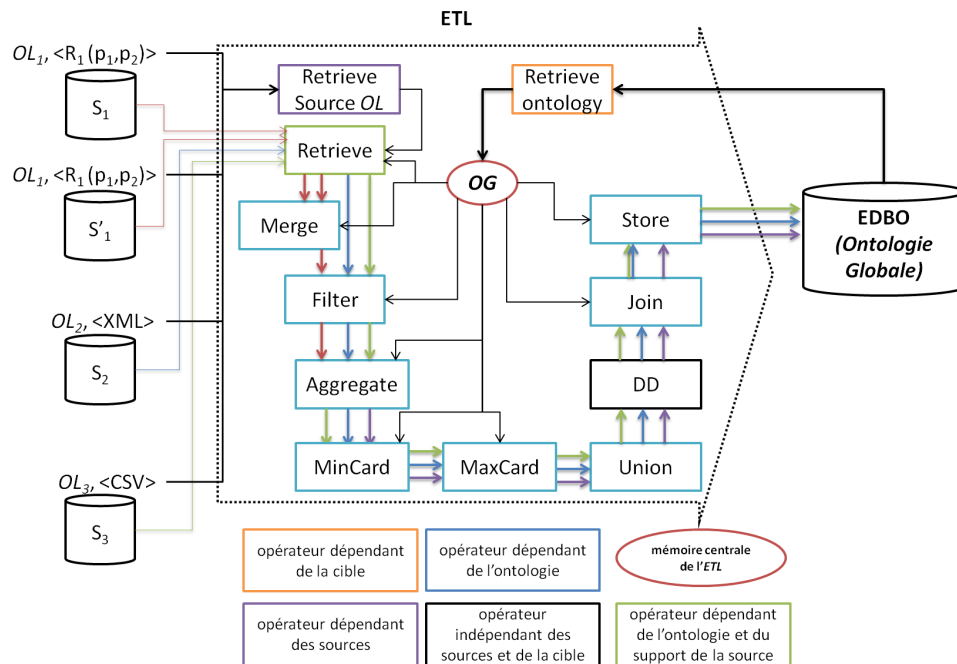 ETL
OL1, <R1 (p1,p2)>
S1
OL1, <R1 (p1,p2)>
S'1
OL2, <XML>
S2
OL3, <CSV>
S3
Retrieve
Source OL
Retrieve
ontology
Retrieve
OG
Merge
Store
EDBO
(Ontologie
Globale)
Filter
Join
Aggregate
DD
MinCard
MaxCard
Union
opérateur dépendant
de la cible
opérateur dépendant
de l’ontologie
mémoire centrale
de l’ETL
opérateur dépendant
des sources
opérateur
indépendant des
sources et de la cible
opérateur dépendant
de l’ontologie et du
support de la source